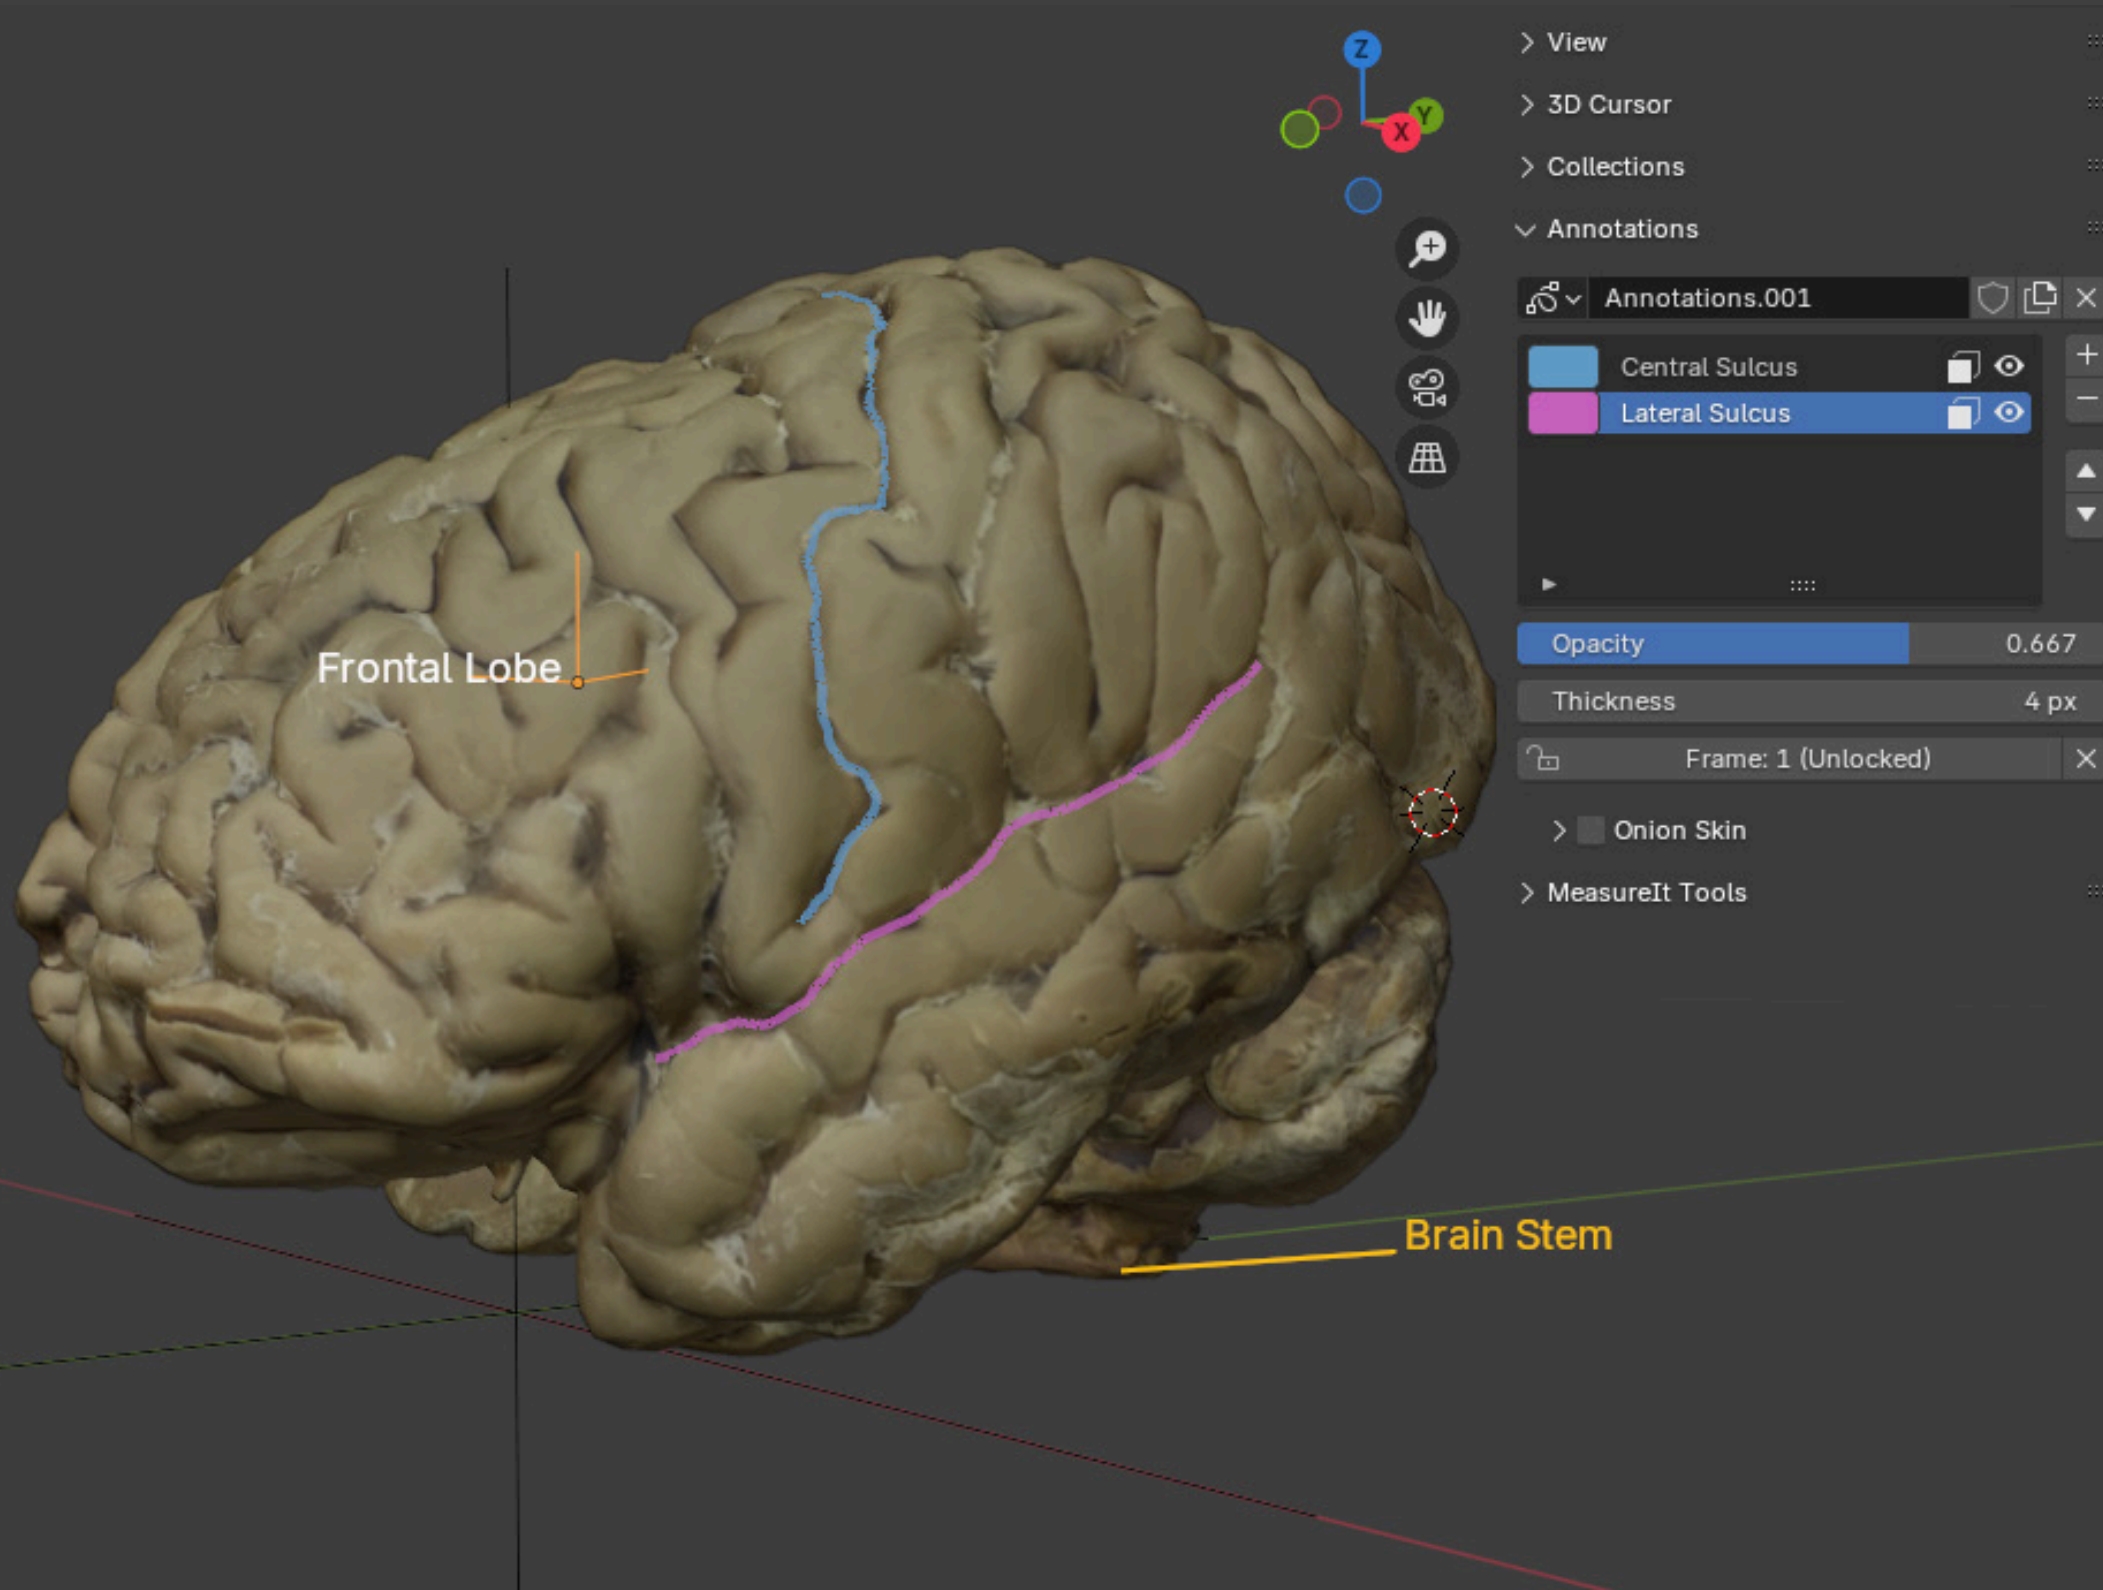 Z
Y
X
View
3D Cursor
Collections
Annotations
Annotations.001
Central Sulcus
Lateral Sulcus
Opacity 0.667
Thickness 4 px
Frame: 1 (Unlocked)
Onion Skin
MeasureIt Tools
Frontal Lobe
Brain Stem